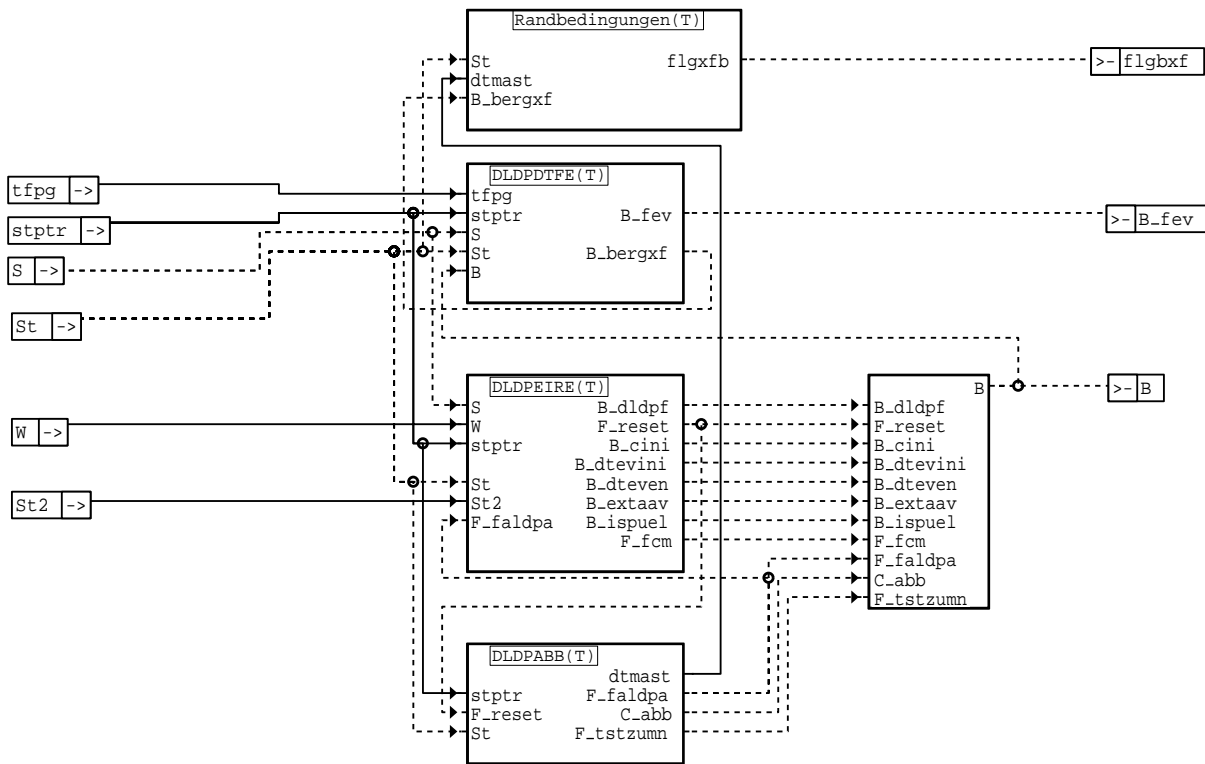 Randbedingungen(T)
St
flgxfb
dtmast
B_bergxf
>- flgbxf
DLDPDTFE(T)
tfpg ->
tfpg
stptr ->
stptr
B_fev
>- B_fev
S
S ->
St
B_bergxf
B
St ->
DLDPEIRE(T)
B
>- B
S
B_dldpf
B_dldpf
W ->
W
F_reset
F_reset
stptr
B_cini
B_cini
B_dtevini
B_dtevini
St
B_dteven
B_dteven
St2 ->
St2
B_extaav
B_extaav
F_faldpa
B_ispuel
B_ispuel
F_fcm
F_fcm
F_faldpa
C_abb
F_tstzumn
DLDPABB(T)
dtmast
stptr
F_faldpa
F_reset
C_abb
St
F_tstzumn